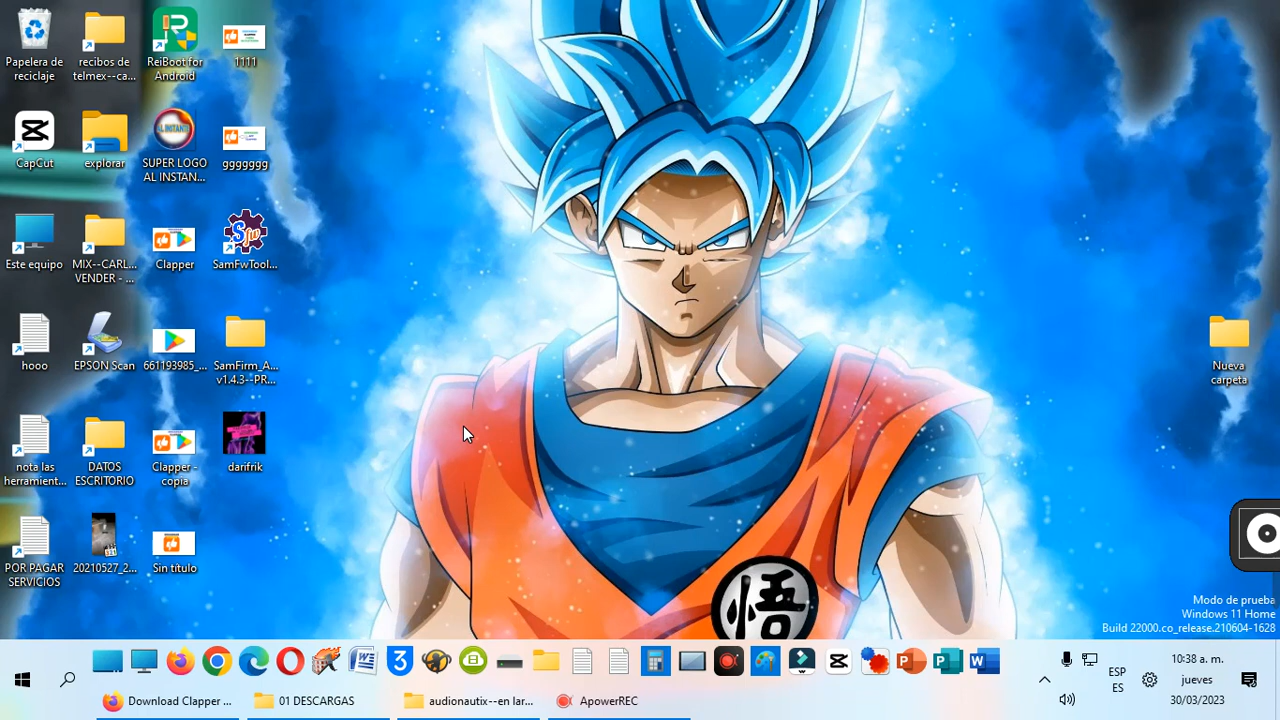 Papelera de
reciclaje
recibos de
telmex--ca...
ReiBoot for
Android
1111
CapCut
explorar
SUPER LOGO
AL INSTAN...
AL INSTANTE
ggggggg
Este equipo
MIX--CARL...
VENDER - ...
Clapper
SamFwTool...
hooo
EPSON Scan
661193985_...
SamFirm_A...
v1.4.3--PR...
Nueva
carpeta
nota las
herramient...
DATOS
ESCRITORIO
Clapper -
copia
darifrik
POR PAGAR
SERVICIOS
20210527_2...
Sin título
悟
Modo de prueba
Windows 11 Home
Build 22000.co_release.210604-1628
ESP
ES
10:38 a. m.
jueves
30/03/2023
Download Clapper ...
01 DESCARGAS
audionautix--en lar...
ApowerREC